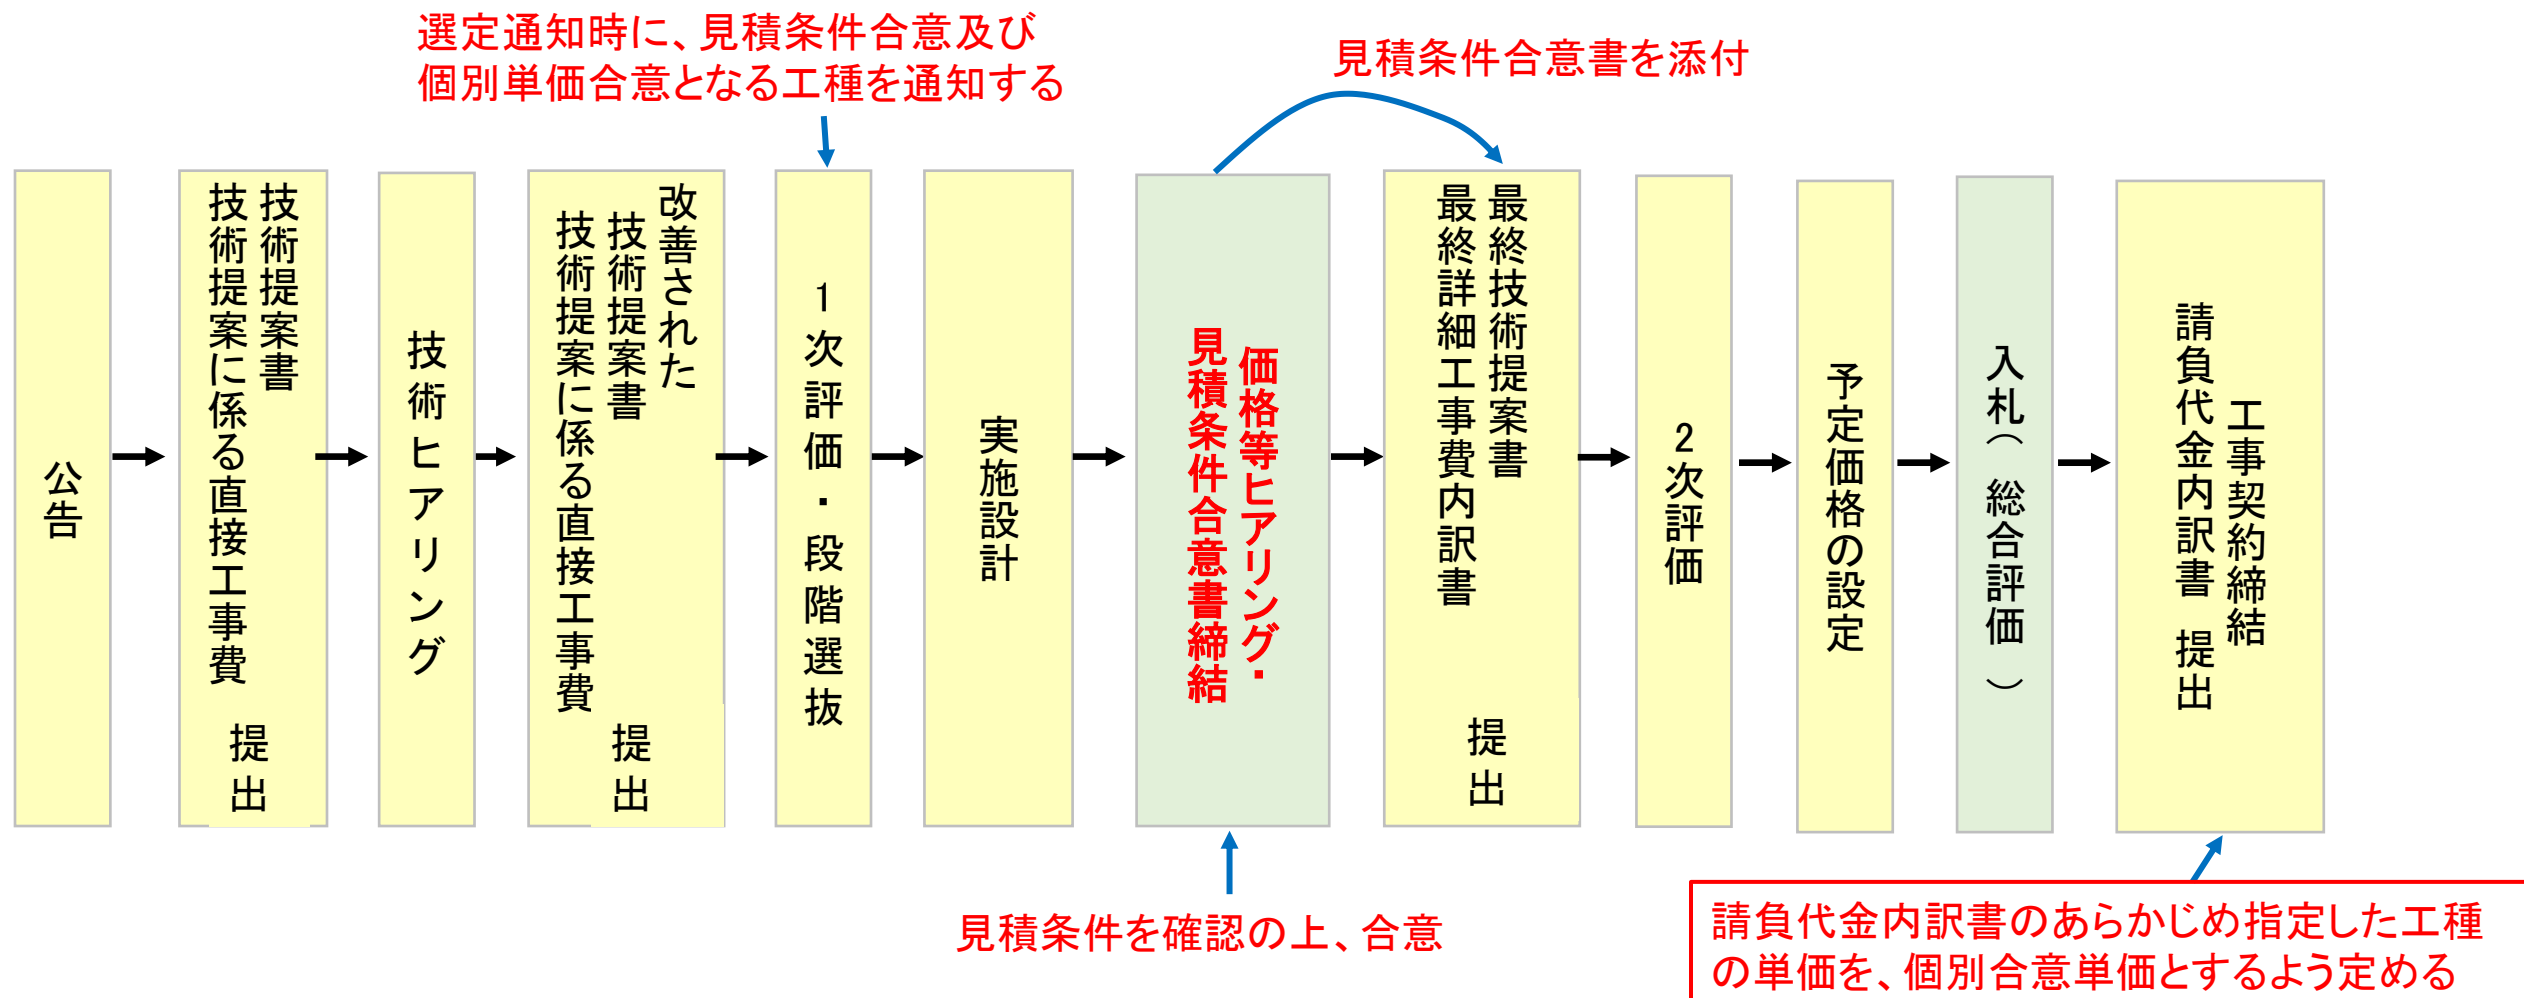 選定通知時に、見積条件合意及び
個別単価合意となる工種を通知する
見積条件合意書を添付
公告
技術提案書
技術提案に係る直接工事費
提出
技術ヒアリング
改善された
技術提案書
技術提案に係る直接工事費
提出
1次評価・段階選抜
実施設計
価格等ヒアリング・
見積条件合意書締結
最終技術提案書
最終詳細工事費内訳書
提出
2次評価
予定価格の設定
入札(総合評価)
工事契約締結
請負代金内訳書 提出
見積条件を確認の上、合意
請負代金内訳書のあらかじめ指定した工種
の単価を、個別合意単価とするよう定める